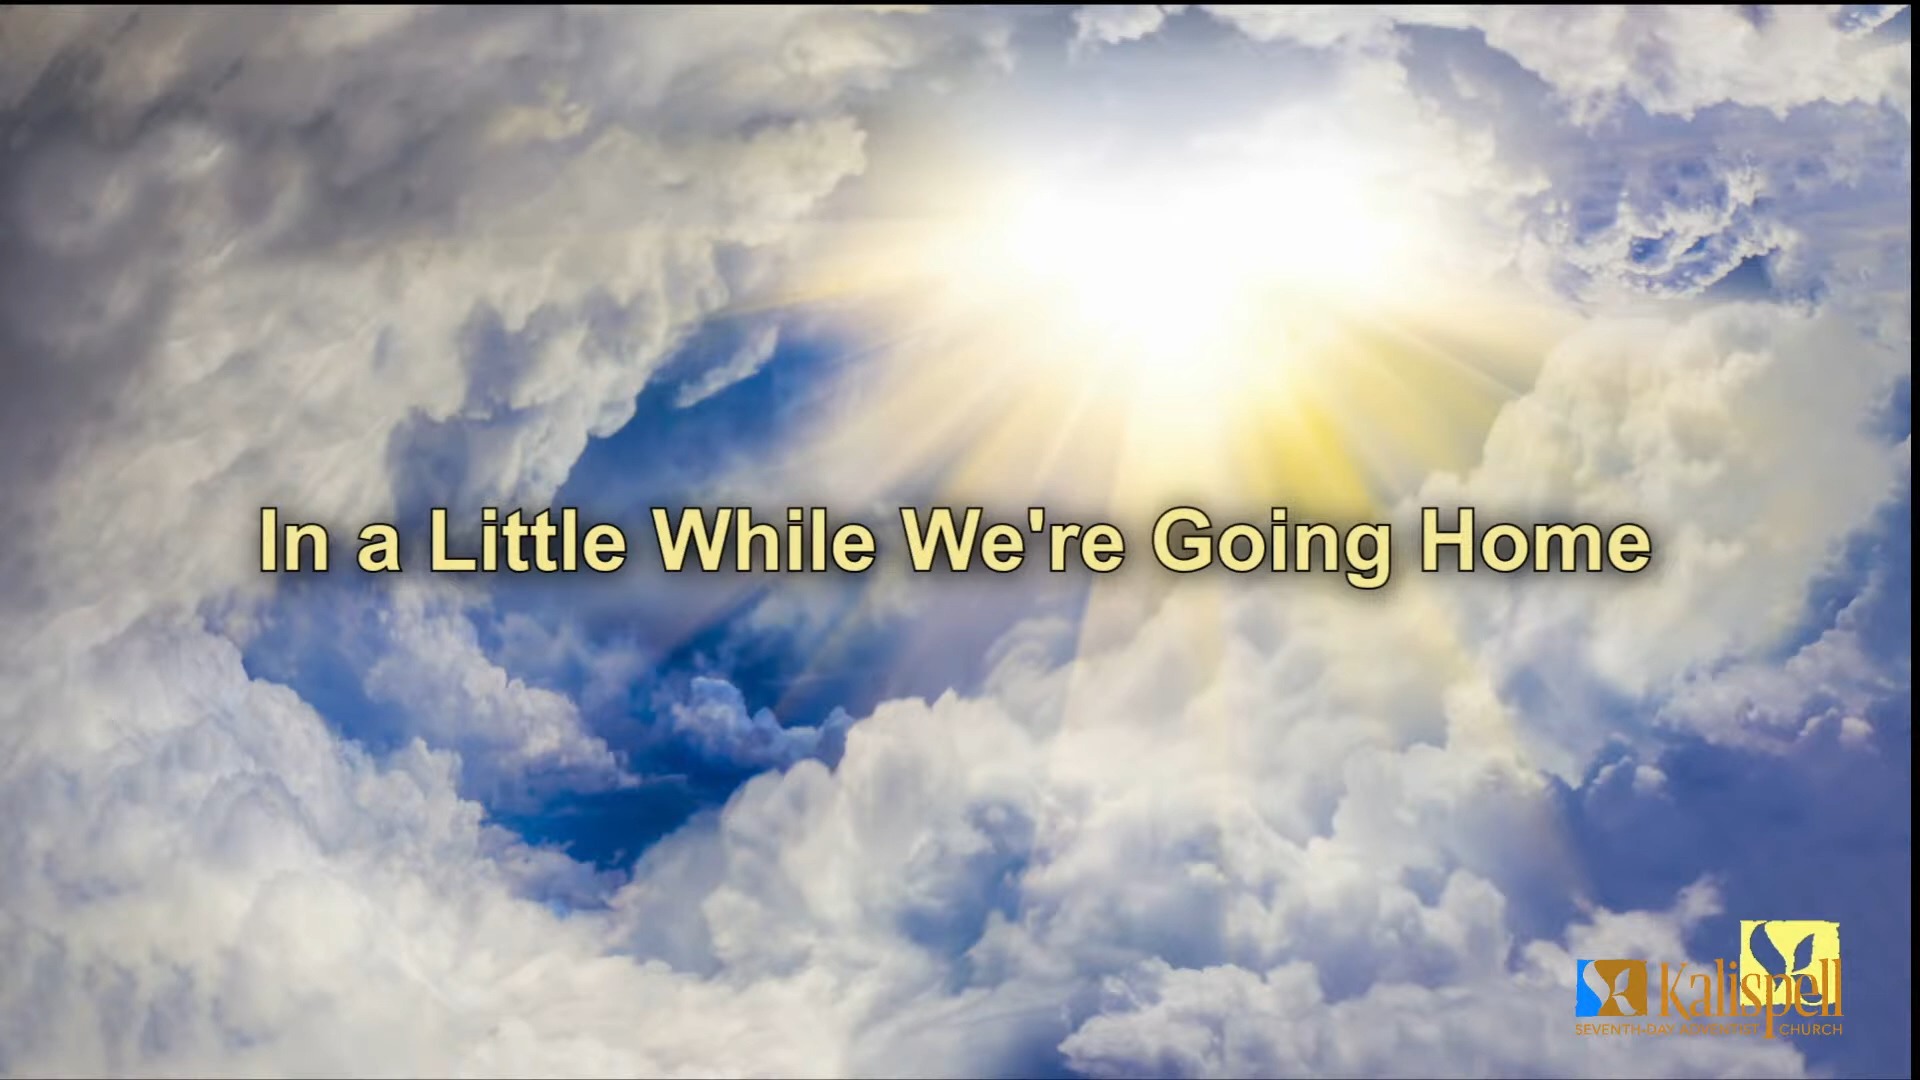 In a Little While We're Going Home
Kalispell
SEVENTH-DAY ADVENTIST CHURCH